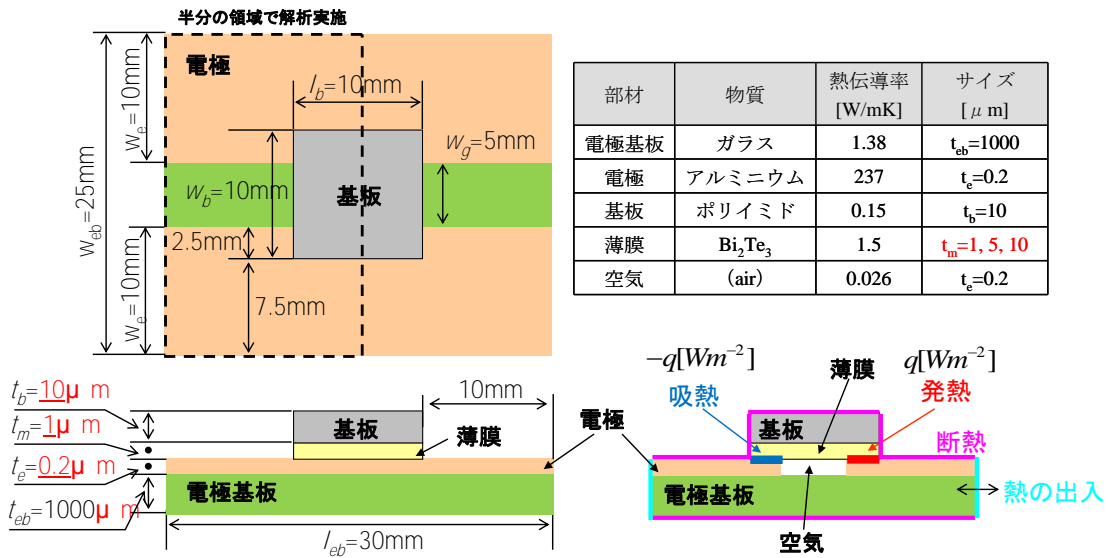 半分の領域で解析実施
電極
l_b=10mm
w_e=10mm
w_g=5mm
W_eb=25mm
w_b=10mm
基板
2.5mm
w_e=10mm
7.5mm
部材 物質 熱伝導率 [W/mK] サイズ [μm]
電極基板 ガラス 1.38 t_eb=1000
電極 アルミニウム 237 t_e=0.2
基板 ポリイミド 0.15 t_b=10
薄膜 Bi₂Te₃ 1.5 t_m=1, 5, 10
空気 (air) 0.026 t_e=0.2
t_b=10μ m
t_m=1μ m
t_e=0.2μ m
t_eb=1000μ m
10mm
基板
薄膜
電極
電極基板
l_eb=30mm
−q[Wm⁻²]
薄膜
q[Wm⁻²]
吸熱
発熱
基板
断熱
電極基板
熱の出入
空気